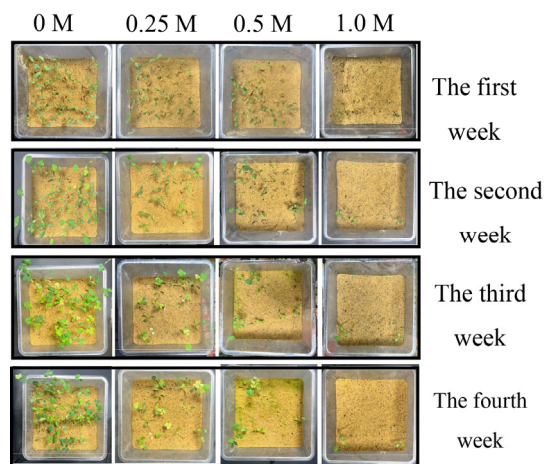 0 M 0.25 M 0.5 M 1.0 M
The first
week
The second
week
The third
week
The fourth
week